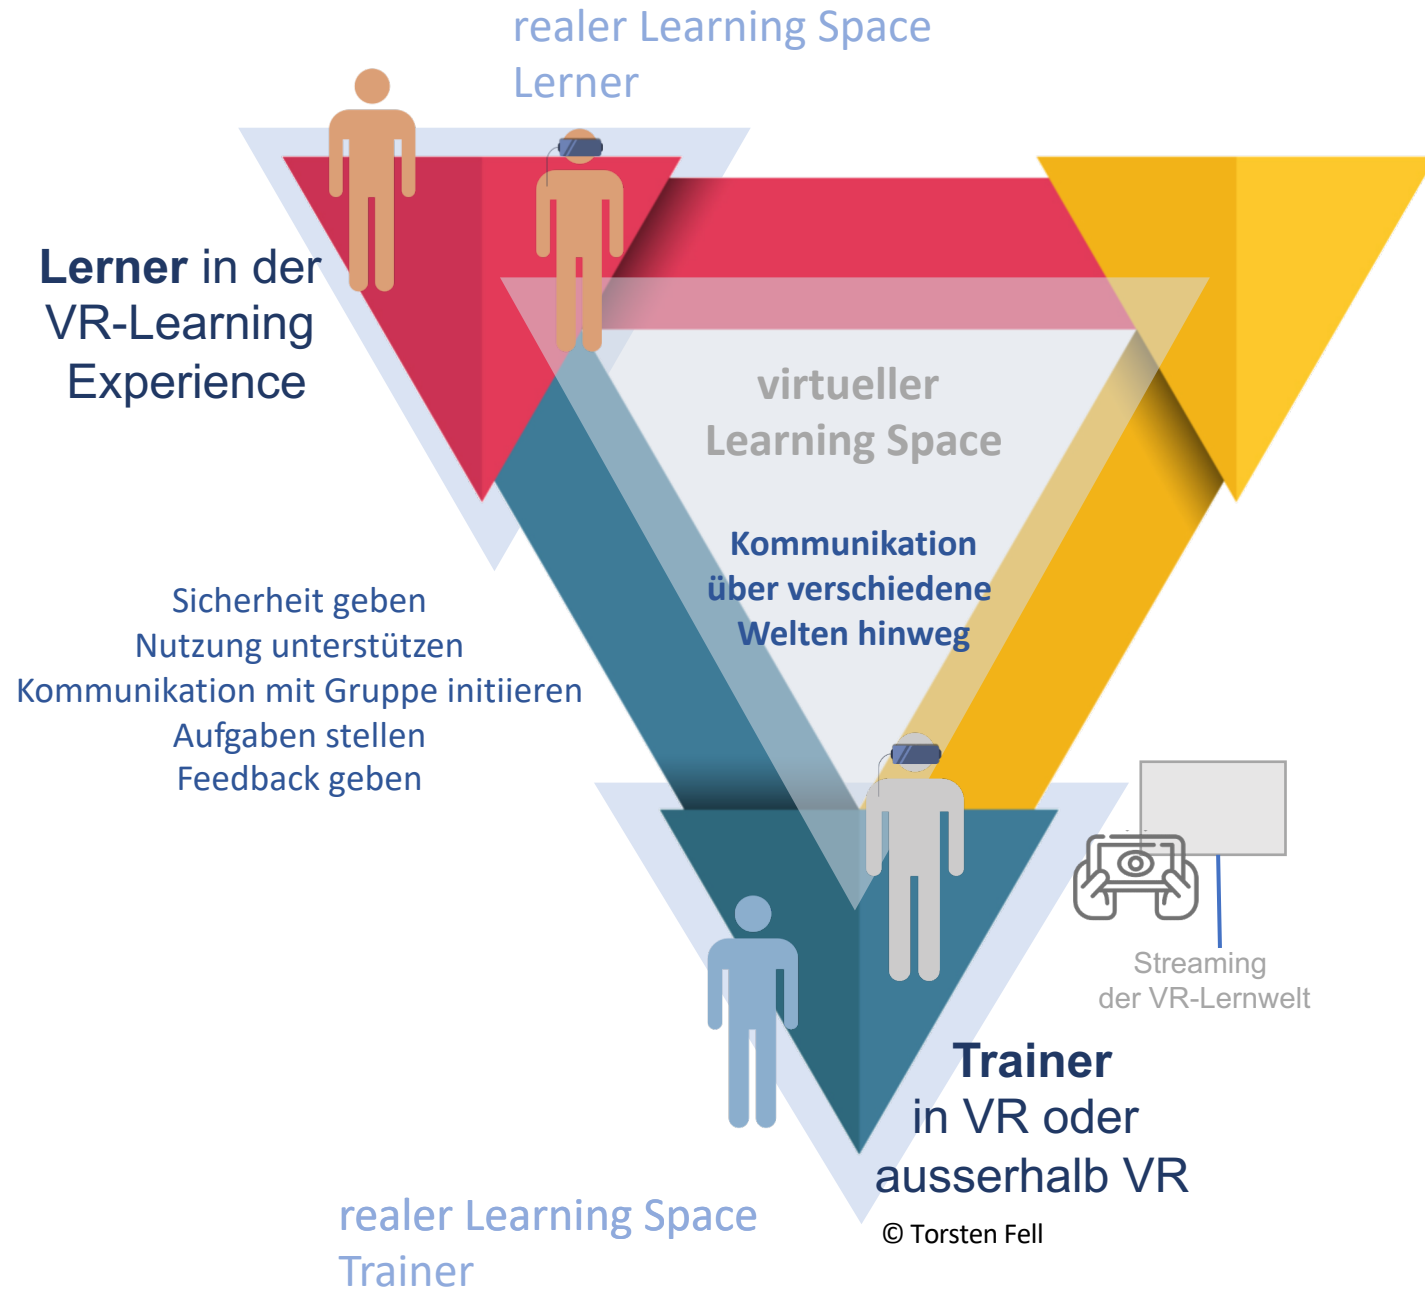 realer Learning Space
Lerner
Lerner in der
VR-Learning
Experience
virtueller
Learning Space
Kommunikation
über verschiedene
Welten hinweg
Sicherheit geben
Nutzung unterstützen
Kommunikation mit Gruppe initiieren
Aufgaben stellen
Feedback geben
Streaming
der VR-Lernwelt
Trainer
in VR oder
ausserhalb VR
© Torsten Fell
realer Learning Space
Trainer